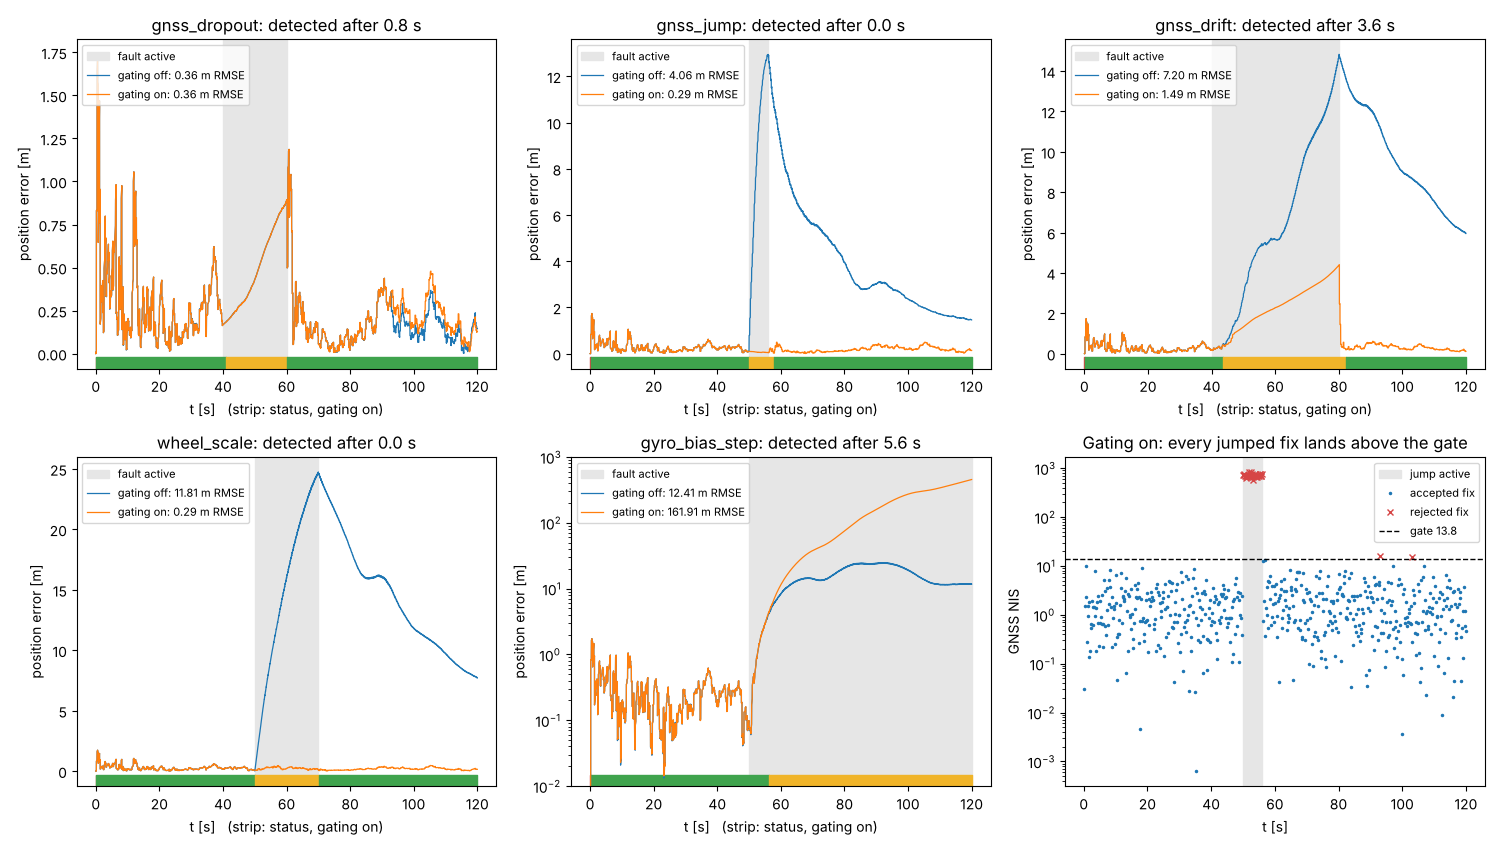 gnss_dropout: detected after 0.8 s
position error [m]
1.75
1.50
1.25
1.00
0.75
0.50
0.25
0.00
fault active
gating off: 0.36 m RMSE
gating on: 0.36 m RMSE
0 20 40 60 80 100 120
t [s] (strip: status, gating on)
gnss_jump: detected after 0.0 s
position error [m]
12
10
8
6
4
2
0
fault active
gating off: 4.06 m RMSE
gating on: 0.29 m RMSE
0 20 40 60 80 100 120
t [s] (strip: status, gating on)
gnss_drift: detected after 3.6 s
position error [m]
14
12
10
8
6
4
2
0
fault active
gating off: 7.20 m RMSE
gating on: 1.49 m RMSE
0 20 40 60 80 100 120
t [s] (strip: status, gating on)
wheel_scale: detected after 0.0 s
position error [m]
25
20
15
10
5
0
fault active
gating off: 11.81 m RMSE
gating on: 0.29 m RMSE
0 20 40 60 80 100 120
t [s] (strip: status, gating on)
gyro_bias_step: detected after 5.6 s
position error [m]
10³
10²
10¹
10⁰
10⁻¹
10⁻²
fault active
gating off: 12.41 m RMSE
gating on: 161.91 m RMSE
0 20 40 60 80 100 120
t [s] (strip: status, gating on)
Gating on: every jumped fix lands above the gate
GNSS NIS
10³
10²
10¹
10⁰
10⁻¹
10⁻²
10⁻³
jump active
accepted fix
rejected fix
gate 13.8
0 20 40 60 80 100 120
t [s]